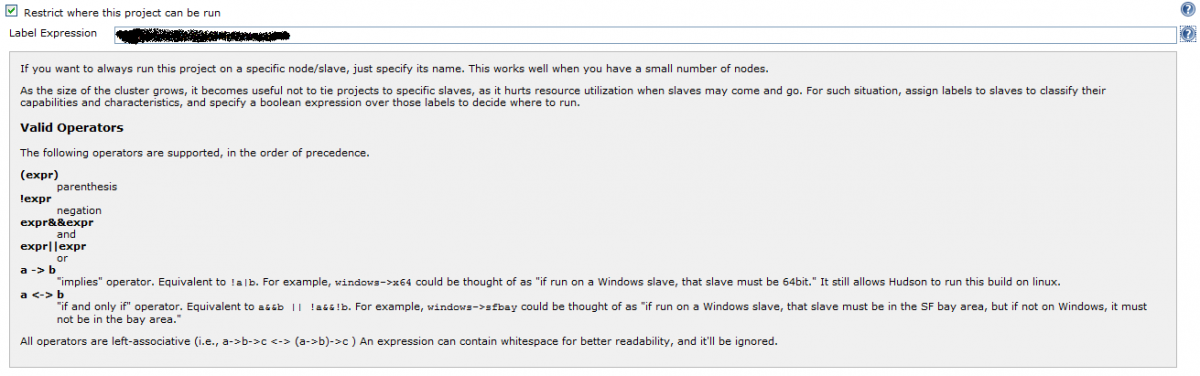 Restrict where this project can be run
Label Expression
If you want to always run this project on a specific node/slave, just specify its name. This works well when you have a small number of nodes.
As the size of the cluster grows, it becomes useful not to tie projects to specific slaves, as it hurts resource utilization when slaves may come and go. For such situation, assign labels to slaves to classify their
capabilities and characteristics, and specify a boolean expression over those labels to decide where to run.
Valid Operators
The following operators are supported, in the order of precedence.
(expr)
parenthesis
!expr
negation
expr&&expr
and
expr||expr
or
a -> b
"implies" operator. Equivalent to !a|b. For example, windows->x64 could be thought of as "if run on a Windows slave, that slave must be 64bit." It still allows Hudson to run this build on linux.
a <-> b
"if and only if" operator. Equivalent to a&&b || !a&&!b. For example, windows->sfbay could be thought of as "if run on a Windows slave, that slave must be in the SF bay area, but if not on Windows, it must
not be in the bay area."
All operators are left-associative (i.e., a->b->c <-> (a->b)->c ) An expression can contain whitespace for better readability, and it'll be ignored.